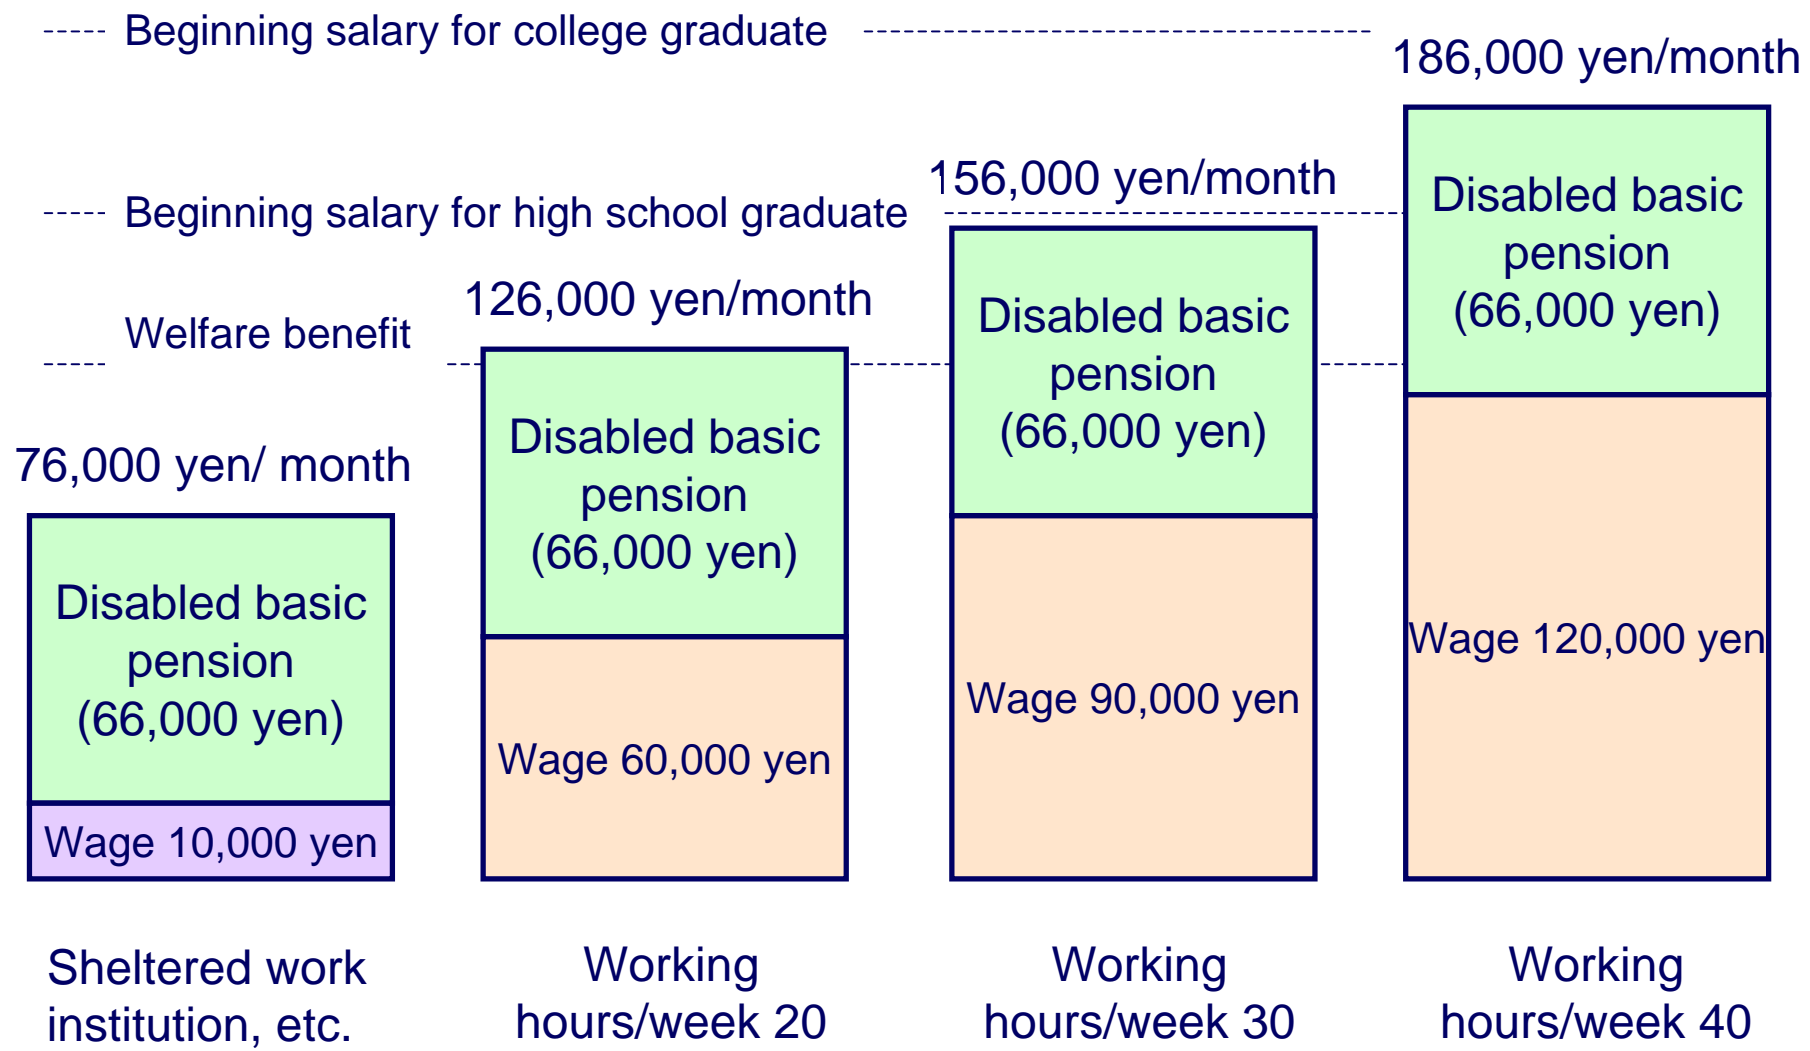 Beginning salary for college graduate
186,000 yen/month
156,000 yen/month
Beginning salary for high school graduate
126,000 yen/month
Welfare benefit
76,000 yen/ month
Disabled basic
pension
(66,000 yen)
Wage 10,000 yen
Disabled basic
pension
(66,000 yen)
Wage 60,000 yen
Disabled basic
pension
(66,000 yen)
Wage 90,000 yen
Disabled basic
pension
(66,000 yen)
Wage 120,000 yen
Sheltered work
institution, etc.
Working
hours/week 20
Working
hours/week 30
Working
hours/week 40